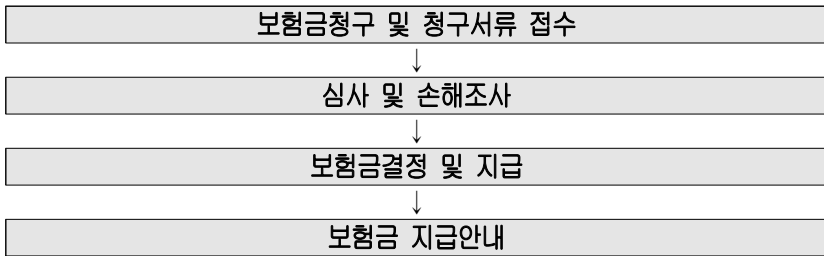 보험금청구 및 청구서류 접수
↓
심사 및 손해조사
↓
보험금결정 및 지급
↓
보험금 지급안내